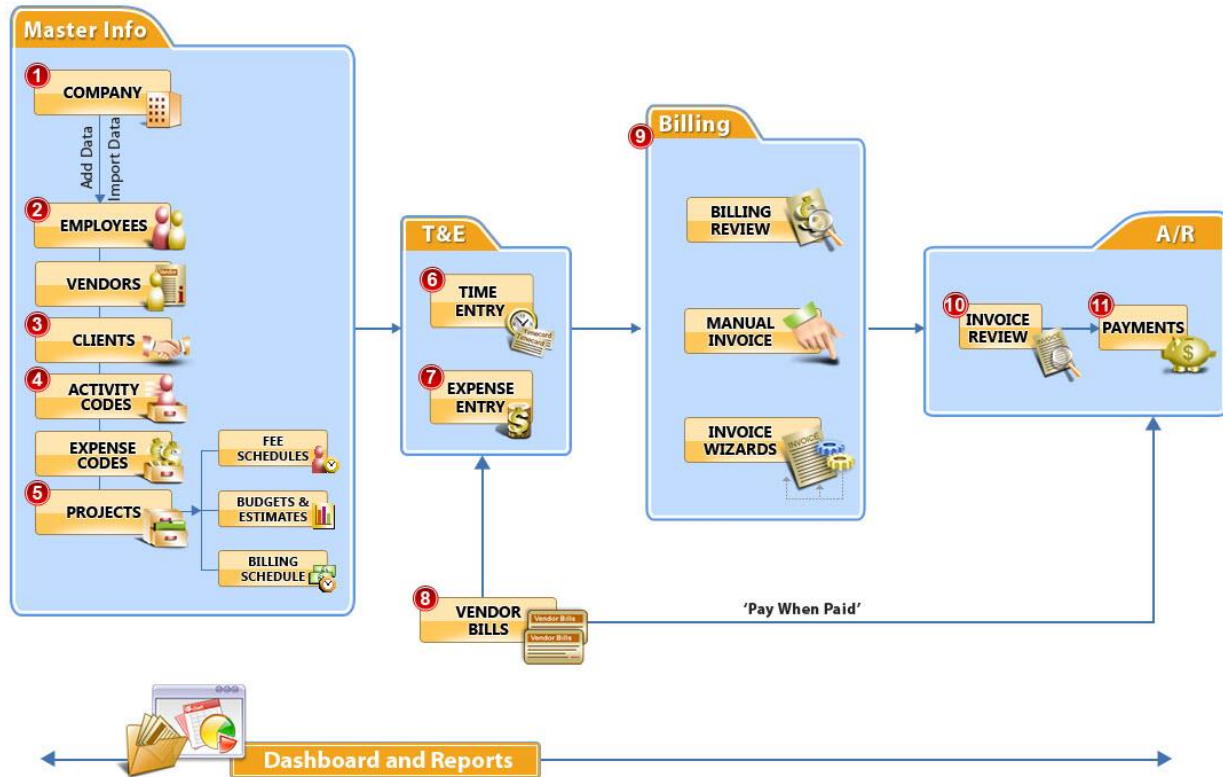 Master Info
1
COMPANY
Add Data
Import Data
2
EMPLOYEES
VENDORS
3
CLIENTS
4
ACTIVITY
CODES
EXPENSE
CODES
5
PROJECTS
FEE
SCHEDULES
BUDGETS &
ESTIMATES
BILLING
SCHEDULE
T&E
6
TIME
ENTRY
Timecard
Timecard
7
EXPENSE
ENTRY
8
VENDOR
BILLS
Vendor Bills
Vendor Bills
'Pay When Paid'
9
Billing
BILLING
REVIEW
MANUAL
INVOICE
INVOICE
WIZARDS
INVOICE
A/R
10
INVOICE
REVIEW
INVOICE
11
PAYMENTS
Dashboard and Reports